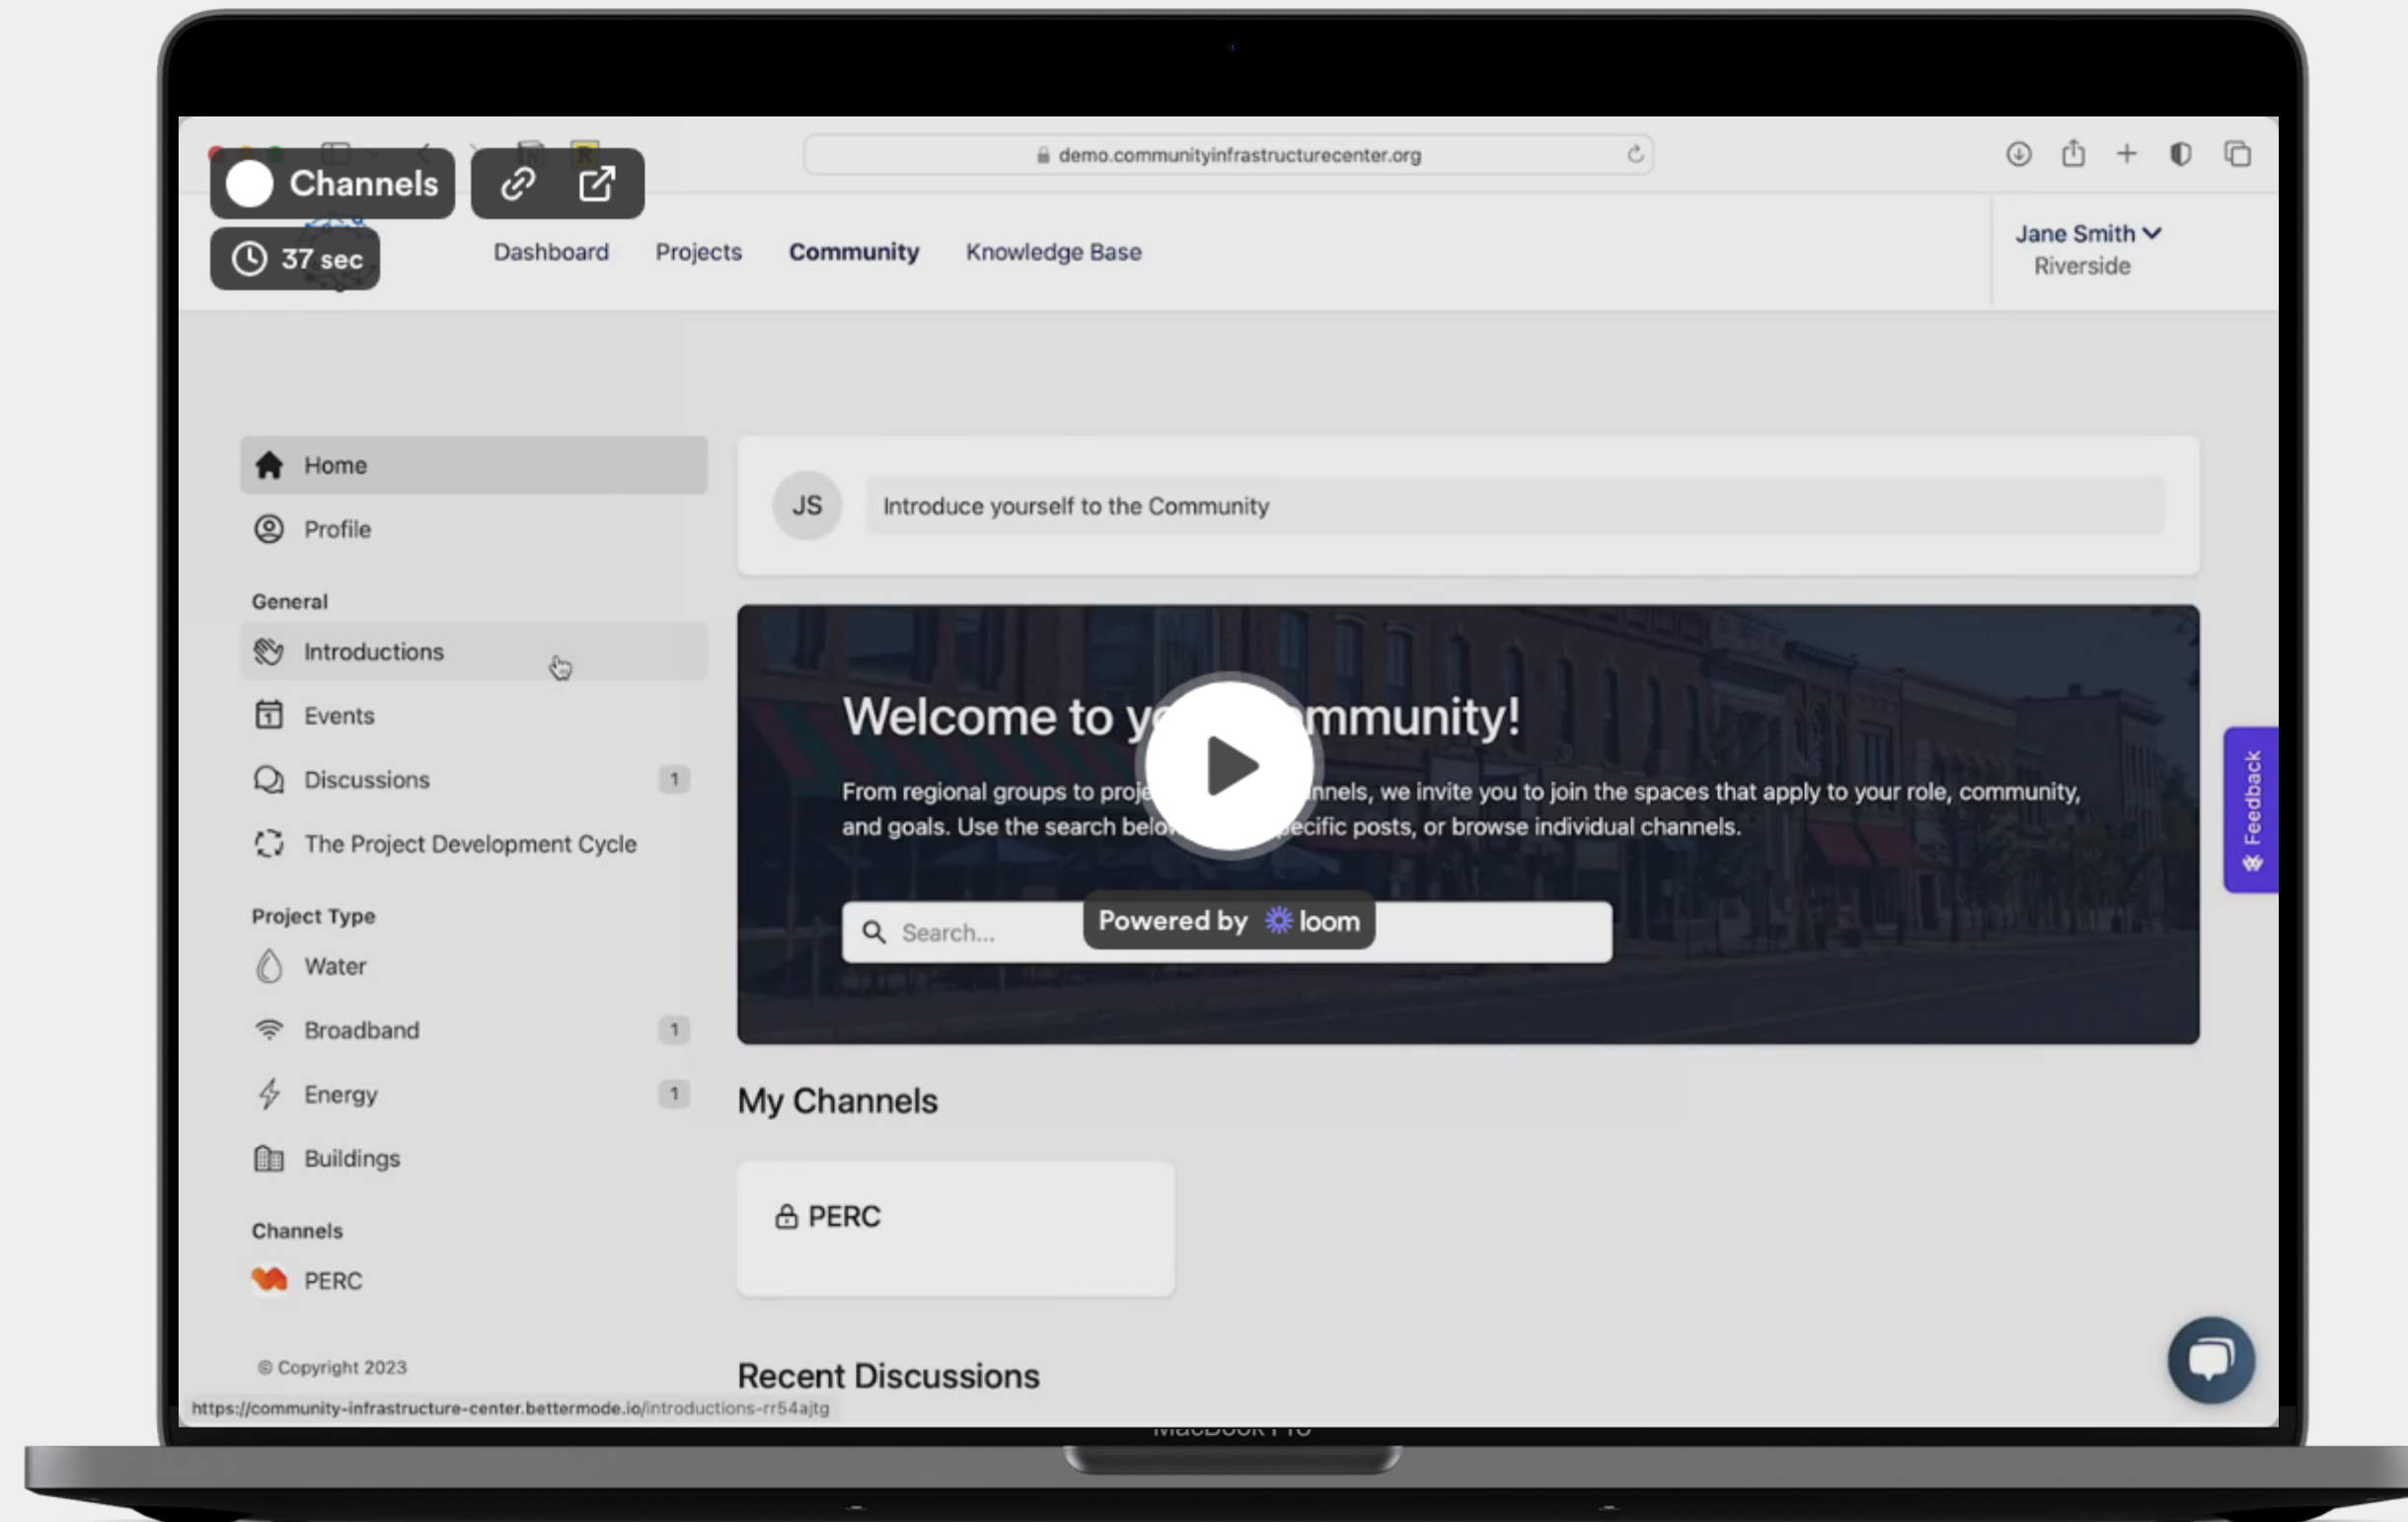 demo.communityinfrastructurecenter.org
Channels
37 sec
Dashboard
Projects
Community
Knowledge Base
Jane Smith
Riverside
Home
Profile
General
Introductions
Events
Discussions 1
The Project Development Cycle
Project Type
Water
Broadband 1
Energy 1
Buildings
Channels
PERC
© Copyright 2023
https://community-infrastructure-center.bettermode.io/introductions-rr54ajtg
JS
Introduce yourself to the Community
Welcome to mmunity!
From regional groups to nnels, we invite you to join the spaces that apply to your role, community,
and goals. Use the search ecific posts, or browse individual channels.
Search...
Powered by loom
Feedback
My Channels
PERC
Recent Discussions
MacBook Pro